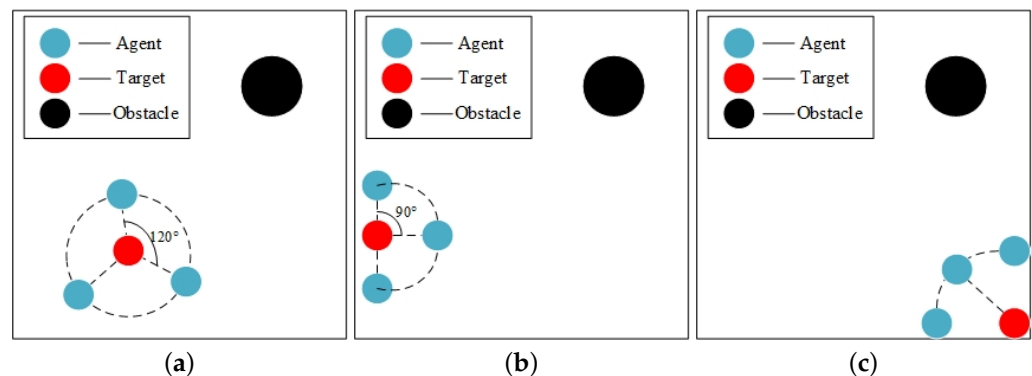 Agent
Target
Obstacle
120°
(a)
Agent
Target
Obstacle
90°
(b)
Agent
Target
Obstacle
(c)